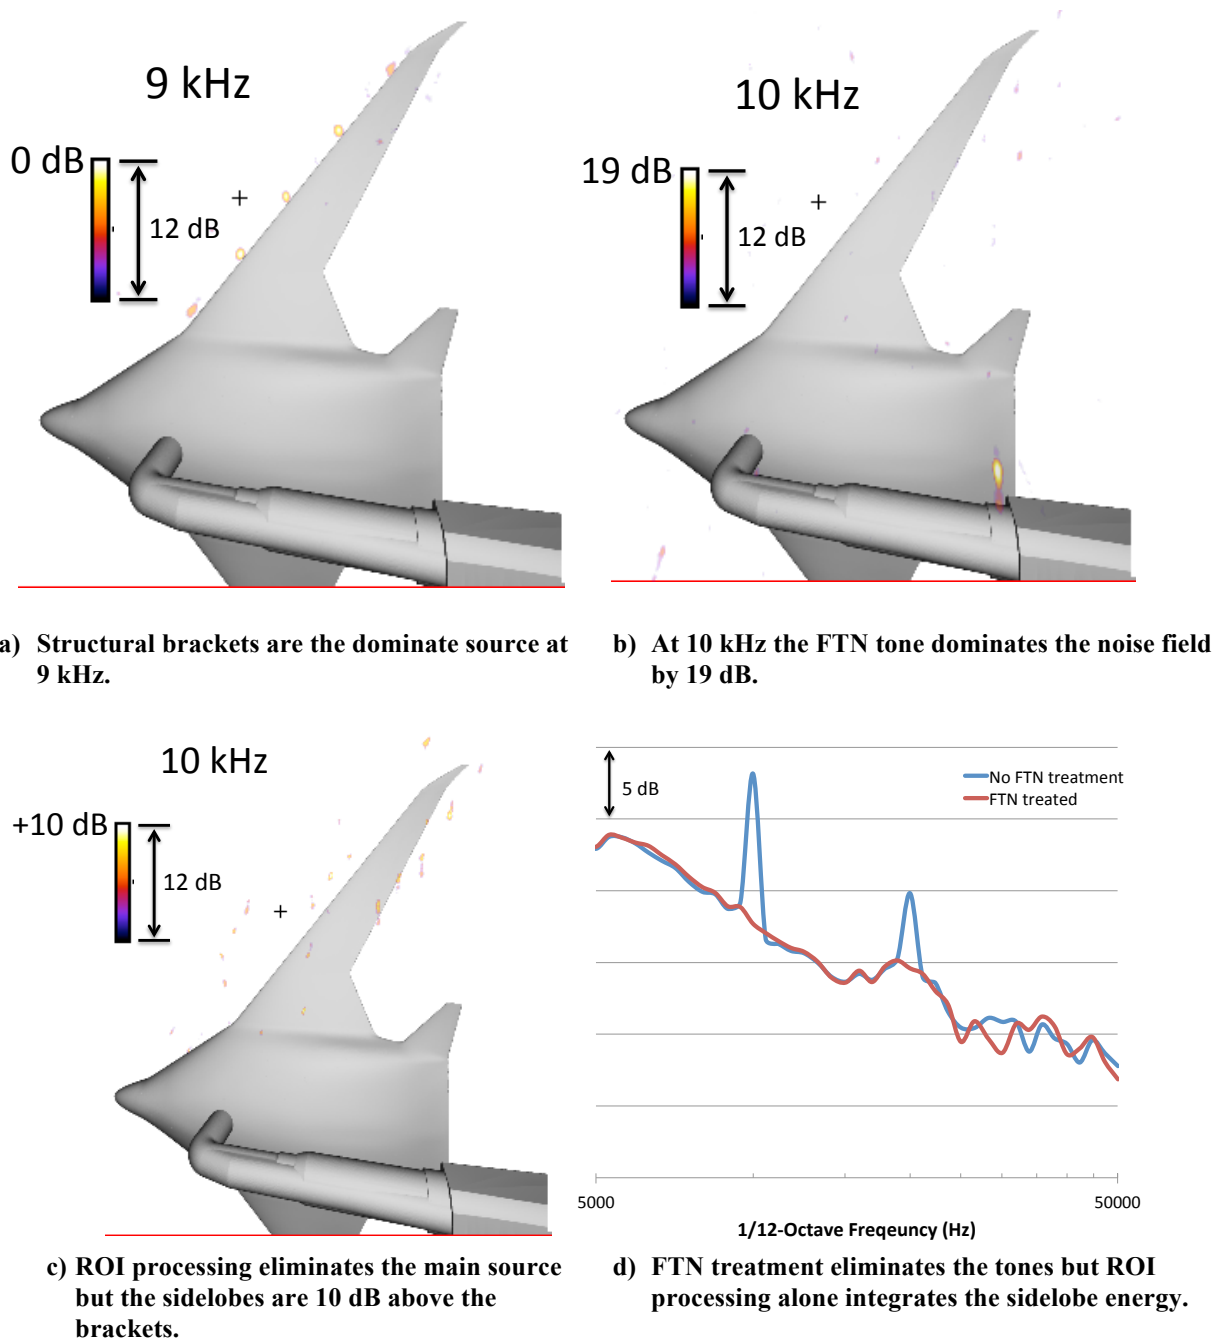 9 kHz
0 dB
12 dB
10 kHz
19 dB
12 dB
a) Structural brackets are the dominate source at
9 kHz.
b) At 10 kHz the FTN tone dominates the noise field
by 19 dB.
10 kHz
+10 dB
12 dB
5 dB
No FTN treatment
FTN treated
5000
50000
1/12-Octave Freqeuncy (Hz)
c) ROI processing eliminates the main source
but the sidelobes are 10 dB above the
brackets.
d) FTN treatment eliminates the tones but ROI
processing alone integrates the sidelobe energy.